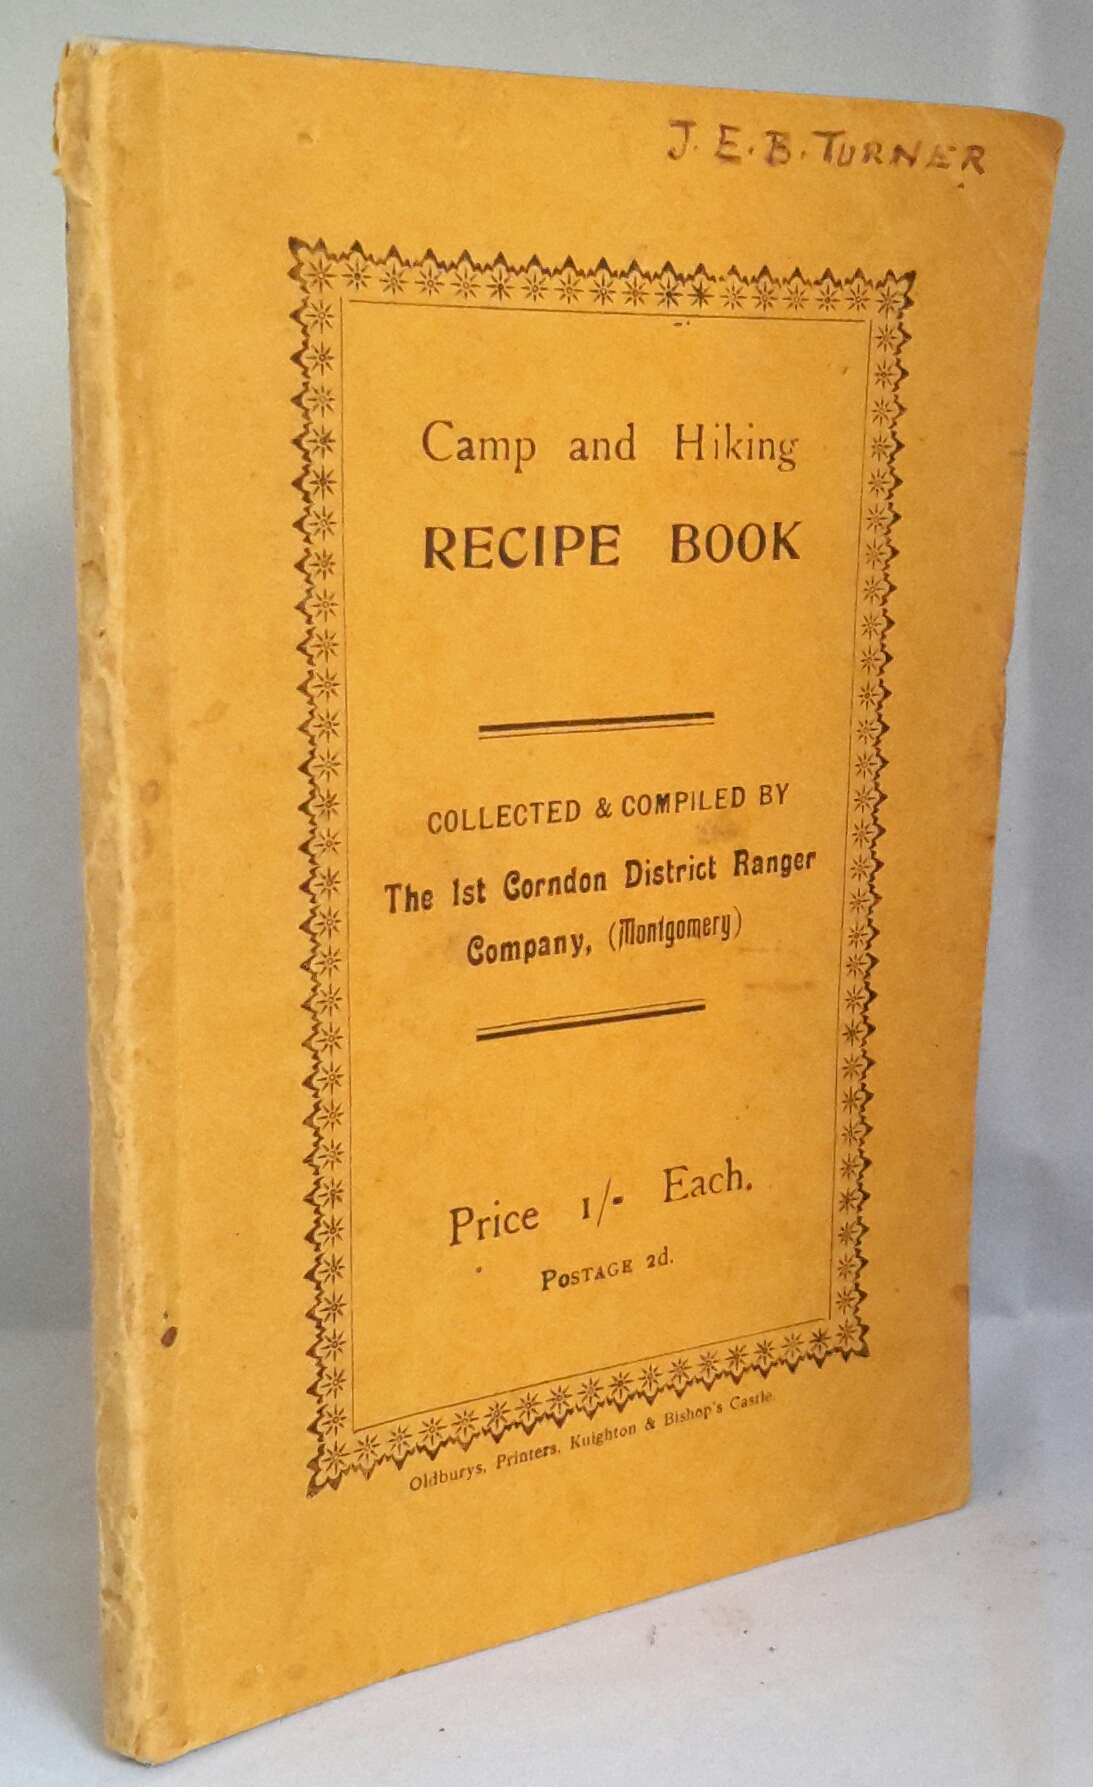 J. E. B. TURNER
Camp and Hiking
RECIPE BOOK
COLLECTED & COMPILED BY
The 1st Corndon District Ranger
Company, (Montgomery)
Price 1/- Each.
POSTAGE 2d.
Oldburys, Printers, Knighton & Bishop's Castle.